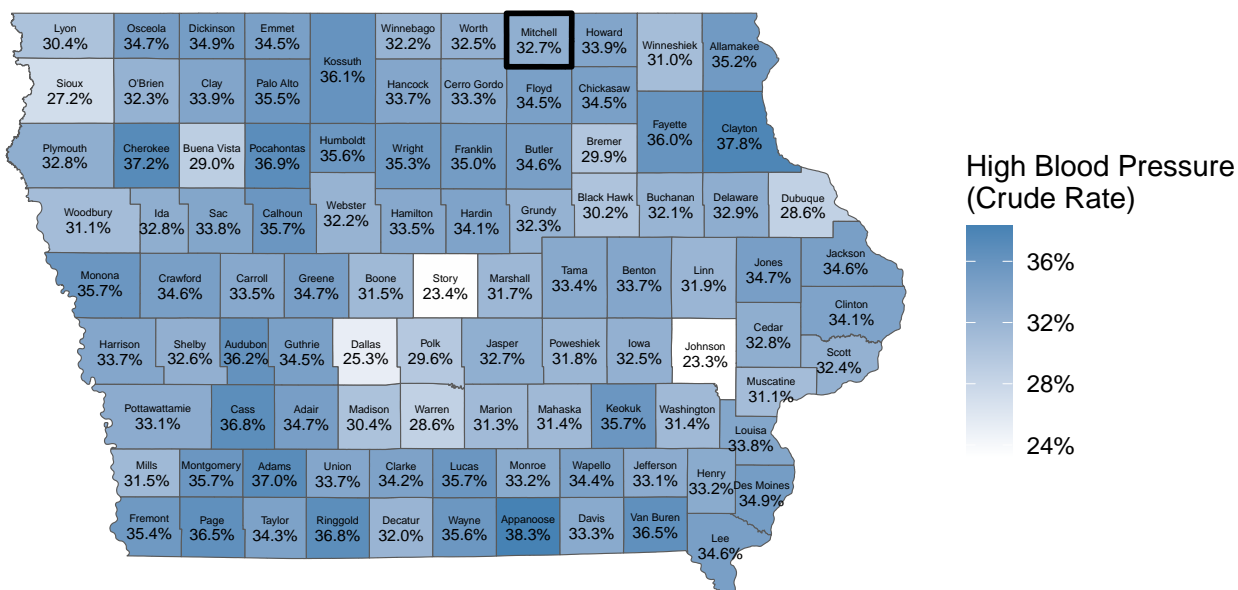 Lyon
30.4%
Osceola
34.7%
Dickinson
34.9%
Emmet
34.5%
Winnebago
32.2%
Worth
32.5%
Mitchell
32.7%
Howard
33.9%
Winneshiek
31.0%
Allamakee
35.2%
Kossuth
36.1%
Sioux
27.2%
O'Brien
32.3%
Clay
33.9%
Palo Alto
35.5%
Hancock
33.7%
Cerro Gordo
33.3%
Floyd
34.5%
Chickasaw
34.5%
Fayette
36.0%
Clayton
37.8%
Plymouth
32.8%
Cherokee
37.2%
Buena Vista
29.0%
Pocahontas
36.9%
Humboldt
35.6%
Wright
35.3%
Franklin
35.0%
Butler
34.6%
Bremer
29.9%
Woodbury
31.1%
Ida
32.8%
Sac
33.8%
Calhoun
35.7%
Webster
32.2%
Hamilton
33.5%
Hardin
34.1%
Grundy
32.3%
Black Hawk
30.2%
Buchanan
32.1%
Delaware
32.9%
Dubuque
28.6%
Monona
35.7%
Crawford
34.6%
Carroll
33.5%
Greene
34.7%
Boone
31.5%
Story
23.4%
Marshall
31.7%
Tama
33.4%
Benton
33.7%
Linn
31.9%
Jones
34.7%
Jackson
34.6%
Clinton
34.1%
Harrison
33.7%
Shelby
32.6%
Audubon
36.2%
Guthrie
34.5%
Dallas
25.3%
Polk
29.6%
Jasper
32.7%
Poweshiek
31.8%
Iowa
32.5%
Johnson
23.3%
Cedar
32.8%
Scott
32.4%
Muscatine
31.1%
Pottawattamie
33.1%
Cass
36.8%
Adair
34.7%
Madison
30.4%
Warren
28.6%
Marion
31.3%
Mahaska
31.4%
Keokuk
35.7%
Washington
31.4%
Louisa
33.8%
Mills
31.5%
Montgomery
35.7%
Adams
37.0%
Union
33.7%
Clarke
34.2%
Lucas
35.7%
Monroe
33.2%
Wapello
34.4%
Jefferson
33.1%
Henry
33.2%
Des Moines
34.9%
Fremont
35.4%
Page
36.5%
Taylor
34.3%
Ringgold
36.8%
Decatur
32.0%
Wayne
35.6%
Appanoose
38.3%
Davis
33.3%
Van Buren
36.5%
Lee
34.6%
High Blood Pressure
(Crude Rate)
36%
32%
28%
24%